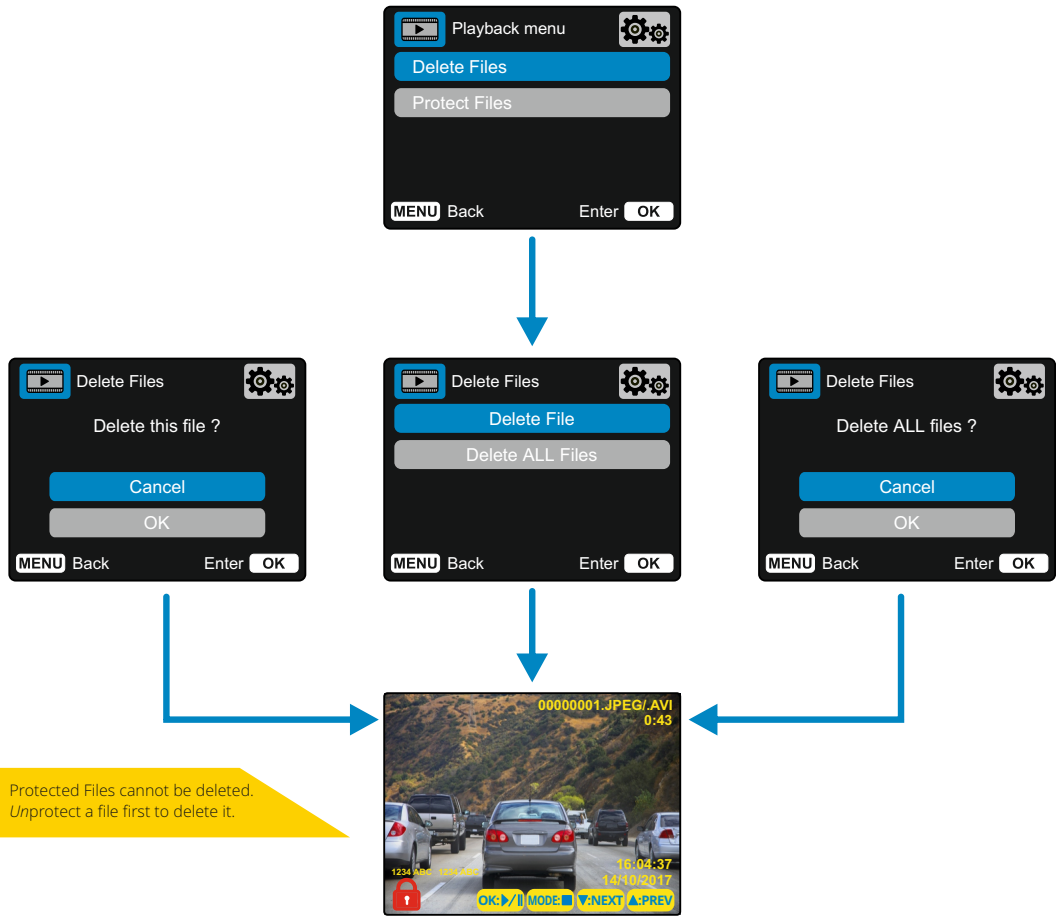 Playback menu
Delete Files
Protect Files
MENU Back Enter OK
Delete Files
Delete this file ?
Cancel
OK
MENU Back Enter OK
Delete Files
Delete File
Delete ALL Files
MENU Back Enter OK
Delete Files
Delete ALL files ?
Cancel
OK
MENU Back Enter OK
00000001.JPEG/.AVI
0:43
Protected Files cannot be deleted.
Unprotect a file first to delete it.
16:04:37
1234 ABC 1234 ABC
14/10/2017
OK:▶/|| MODE:■ ▼:NEXT ▲:PREV